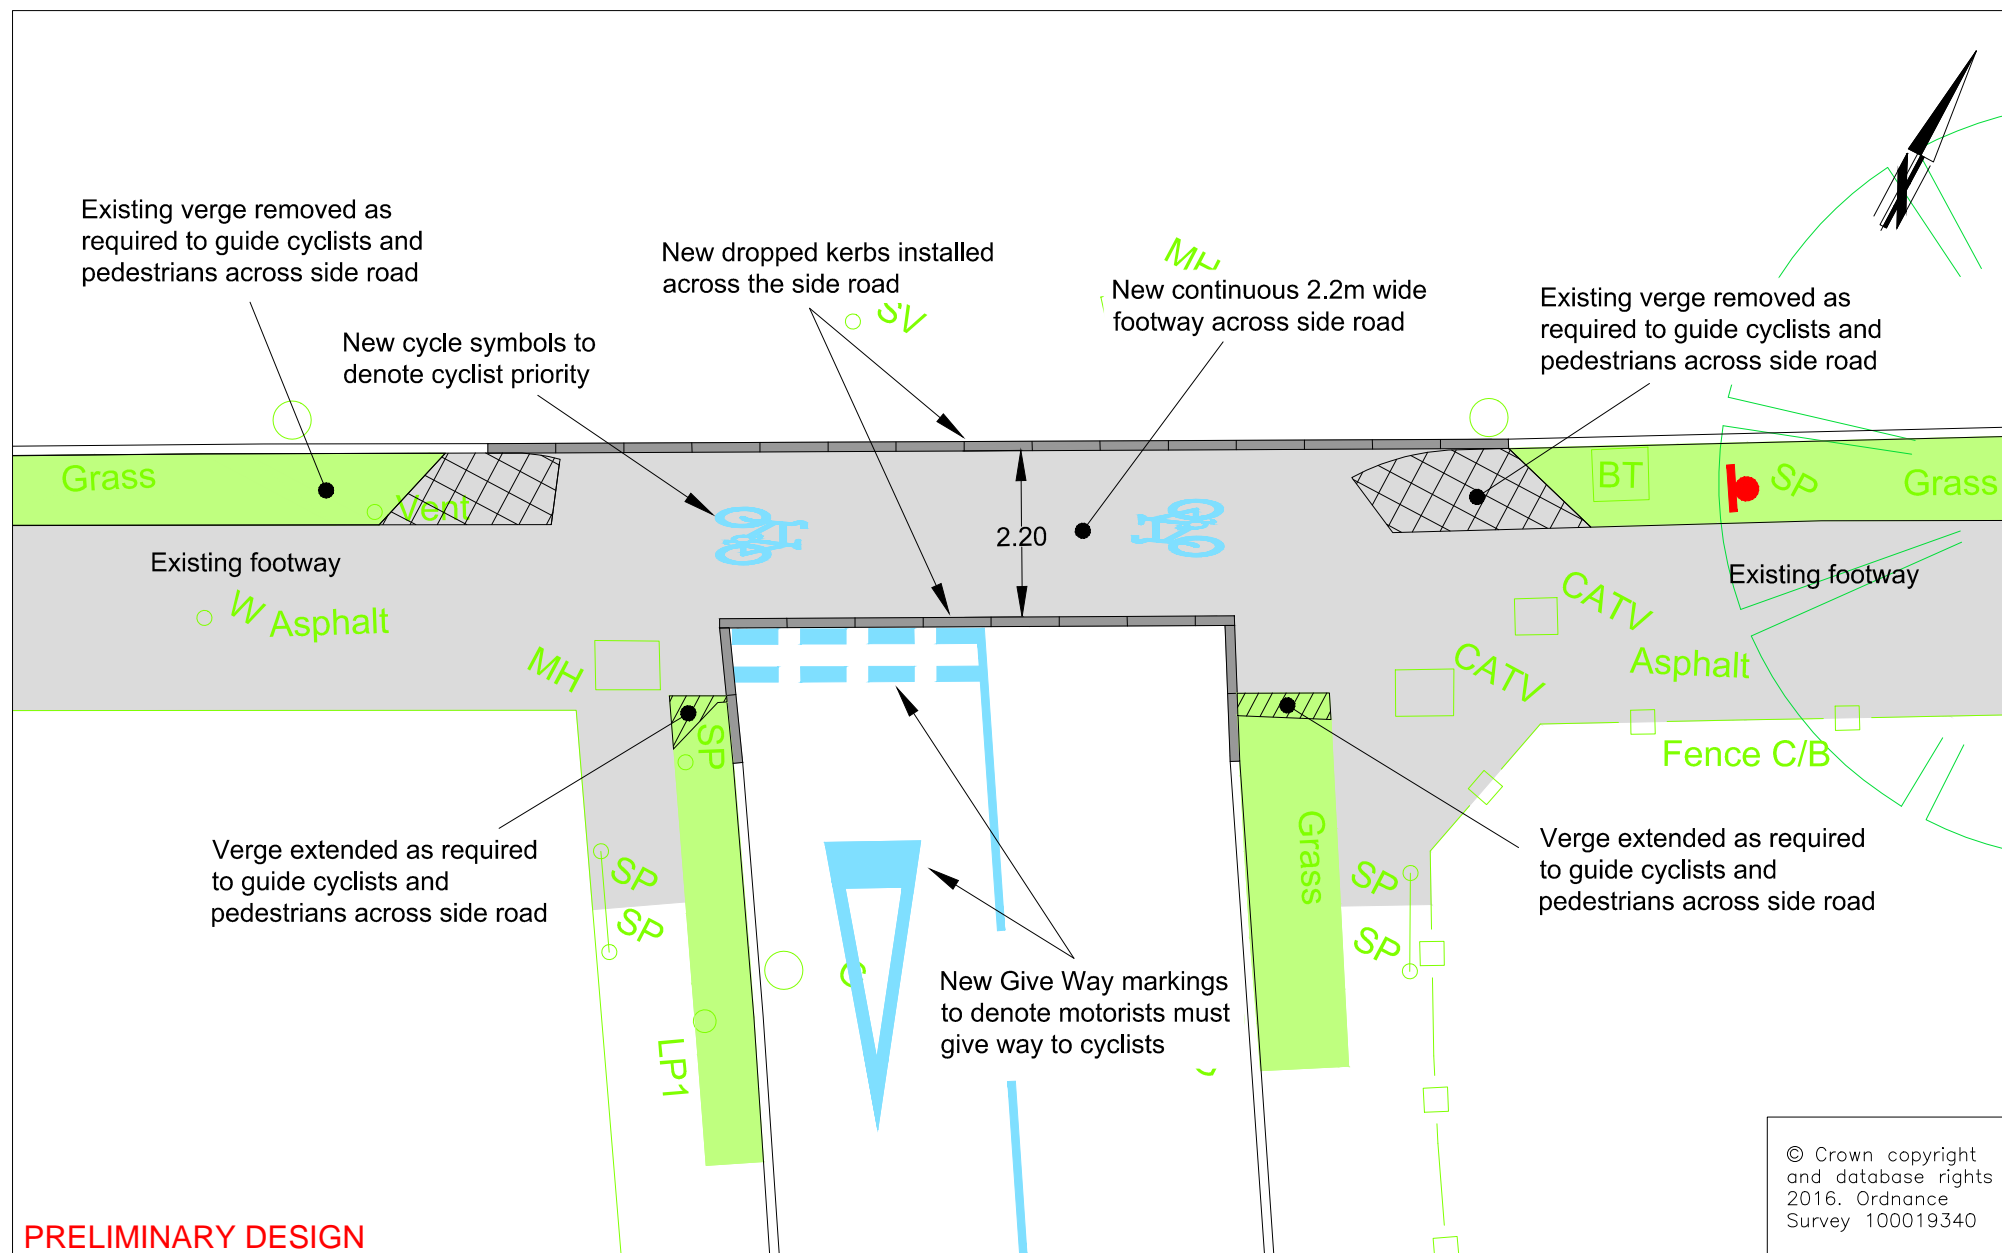 Existing verge removed as
required to guide cyclists and
pedestrians across side road
New cycle symbols to
denote cyclist priority
New dropped kerbs installed
across the side road
SV
MH
New continuous 2.2m wide
footway across side road
Existing verge removed as
required to guide cyclists and
pedestrians across side road
N
Grass
Vent
BT
SP
Grass
2.20
Existing footway
Existing footway
W
Asphalt
MH
CATV
CATV
Asphalt
Fence C/B
SP
Grass
Verge extended as required
to guide cyclists and
pedestrians across side road
SP
SP
SP
SP
Verge extended as required
to guide cyclists and
pedestrians across side road
LP1
New Give Way markings
to denote motorists must
give way to cyclists
© Crown copyright
and database rights
2016. Ordnance
Survey 100019340
PRELIMINARY DESIGN